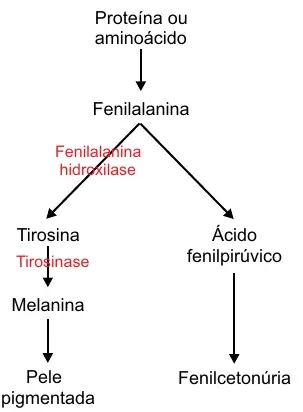 Proteína ou
aminoácido
Fenilalanina
Fenilalanina
hidroxilase
Tirosina
Ácido
fenilpirúvico
Tirosinase
Melanina
Pele
pigmentada
Fenilcetonúria